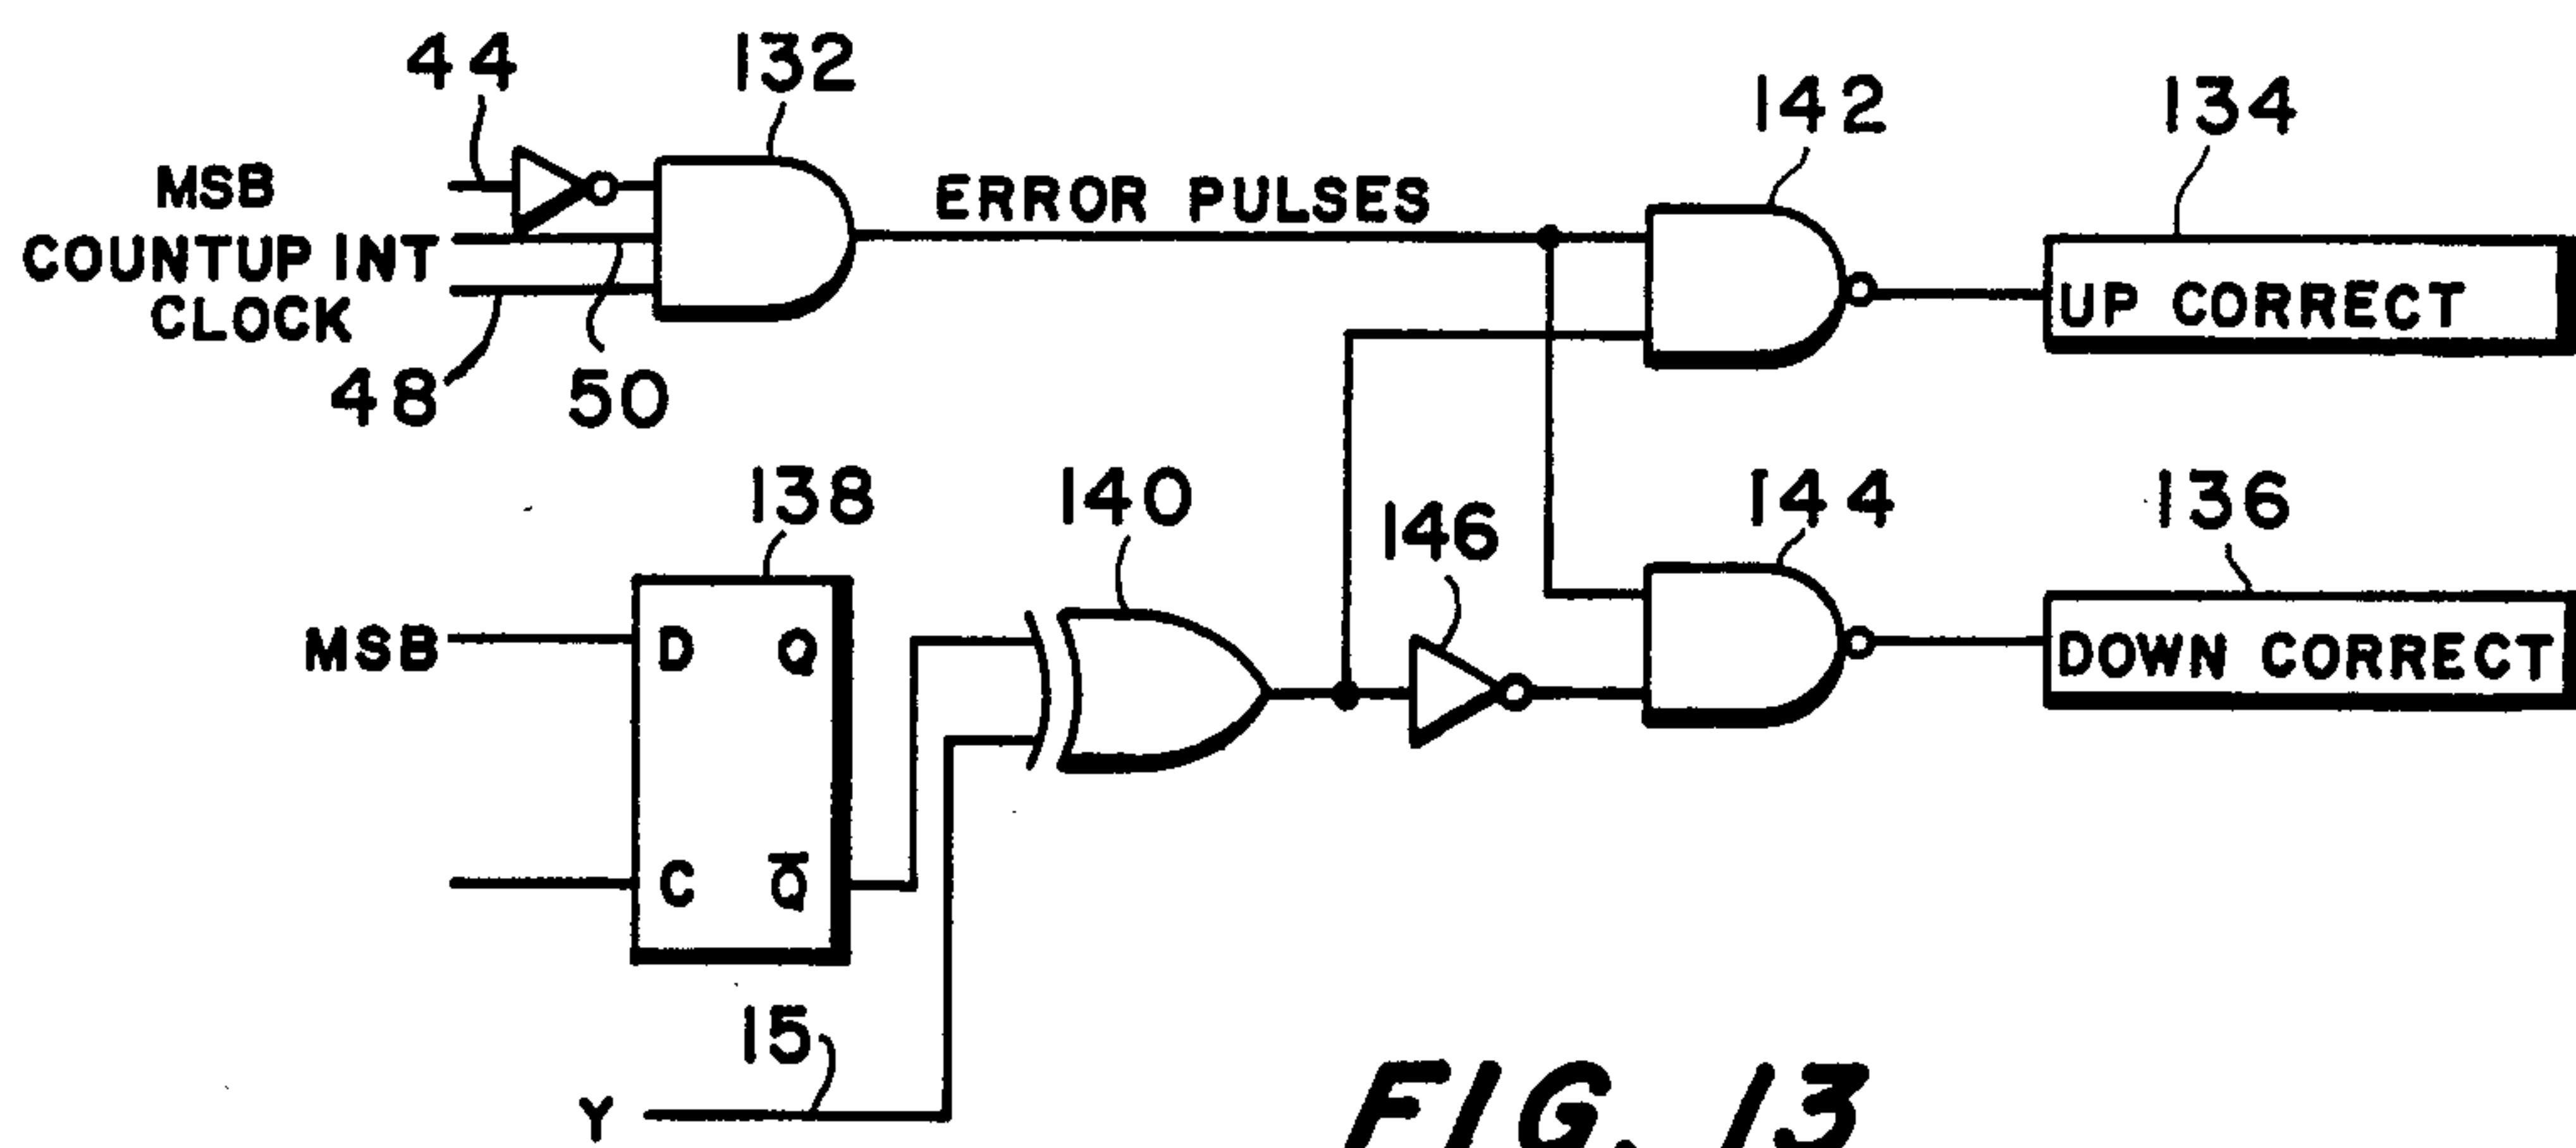 44
132
142
134
MSB
ERROR PULSES
COUNTUP INT
CLOCK
UP CORRECT
48
50
138
140
146
144
136
MSB
D Q
DOWN CORRECT
C Q̅
15
Y
FIG. 13